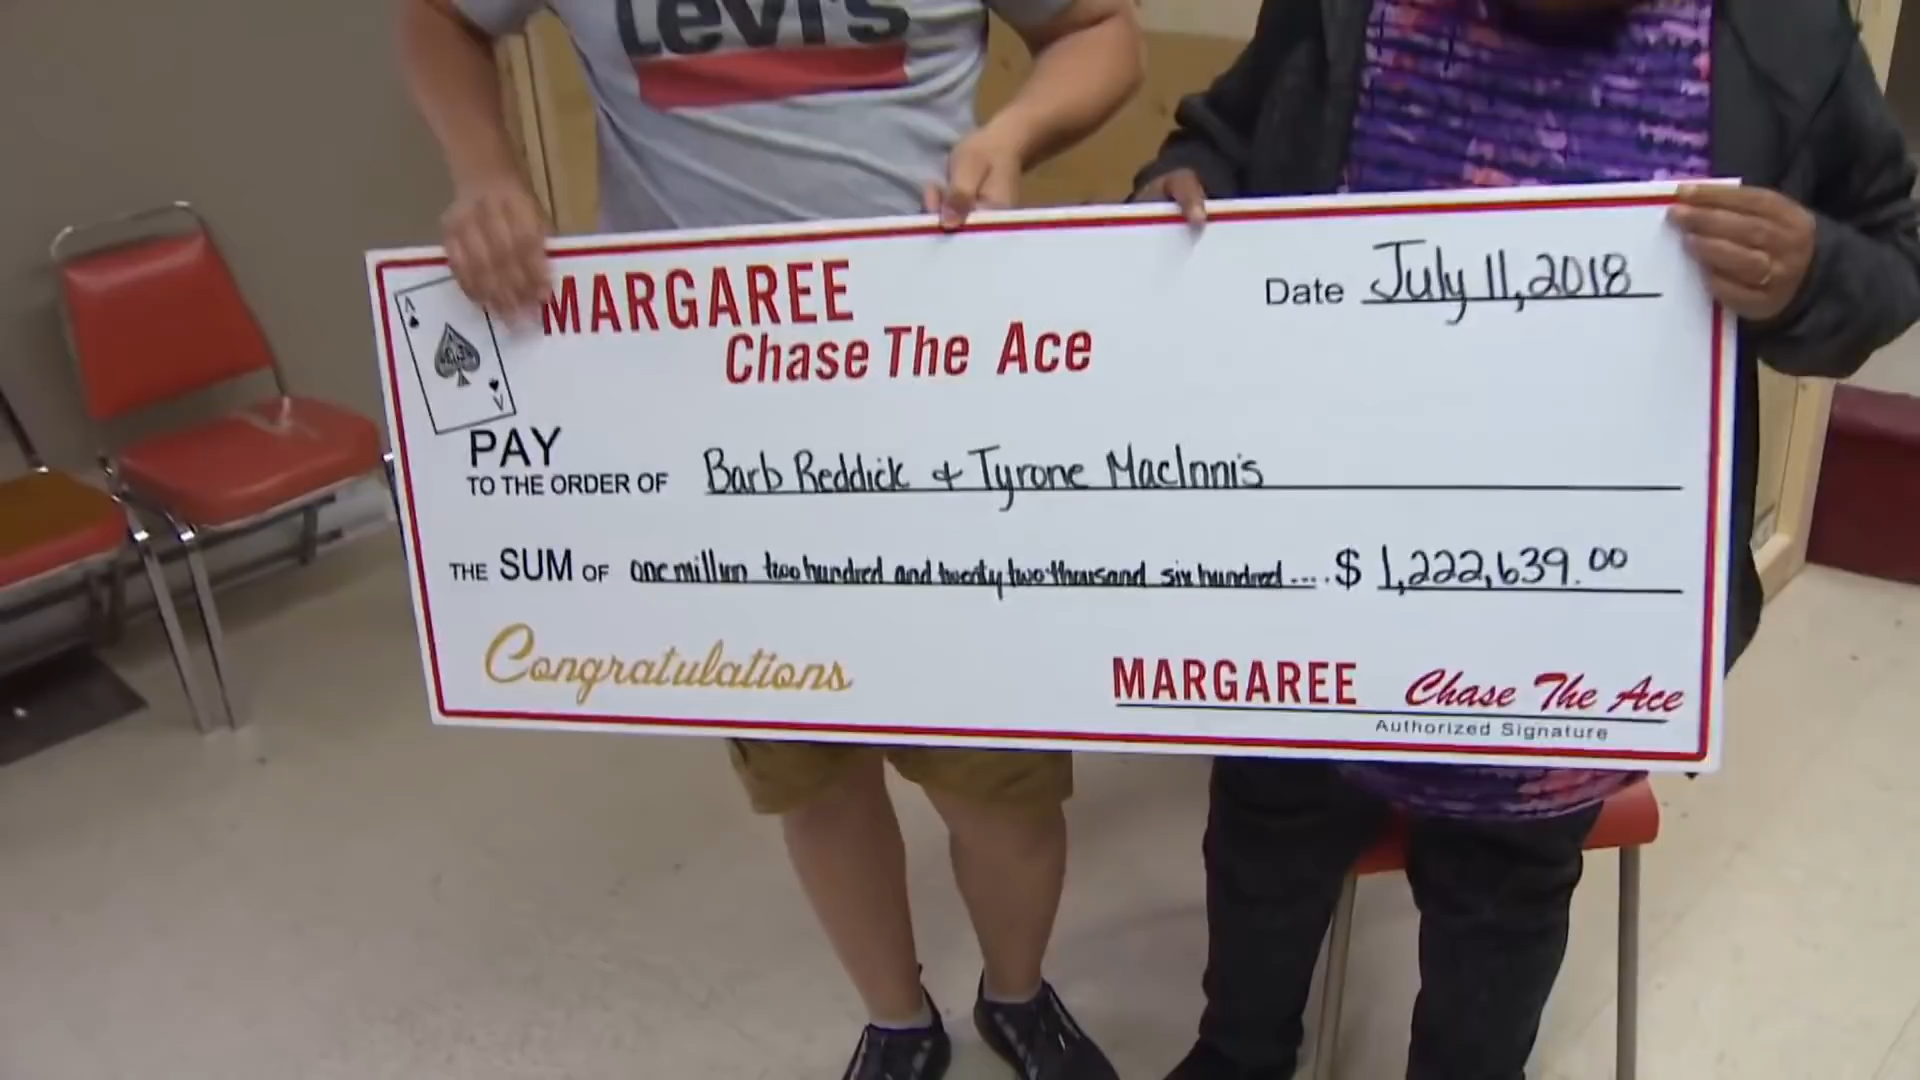 Levi's
MARGAREE
Chase The Ace
Date July 11, 2018
A
A
PAY
TO THE ORDER OF Barb Reddick & Tyrone MacInnis
THE SUM OF one million two hundred and twenty two thousand six hundred .... $ 1,222,639.00
Congratulations
MARGAREE Chase The Ace
Authorized Signature